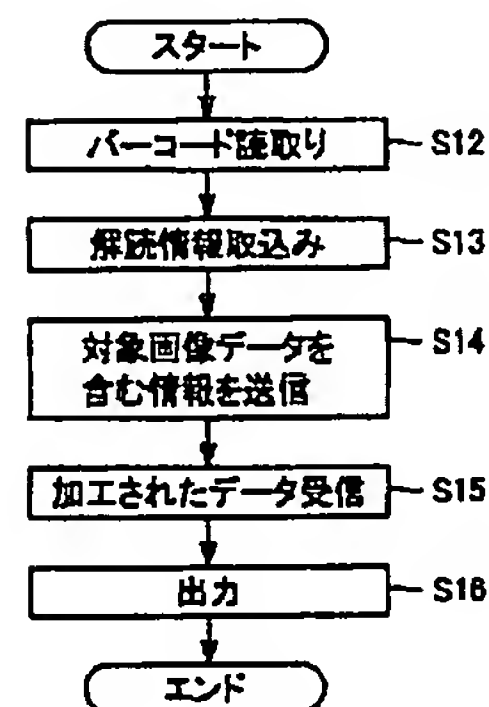 スタート
バーコード読取り
S12
解読情報取込み
S13
対象画像データを
S14
含む情報を送信
加工されたデータ受信
S15
出力
S16
エンド